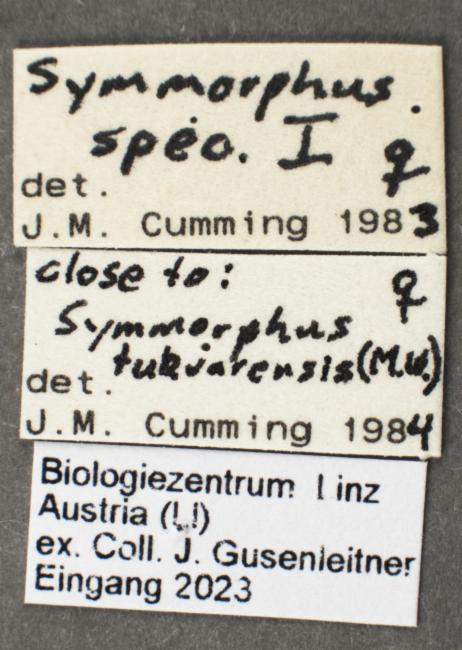 Symmorphus.
spec. I ♀
det.
J.M. Cumming 1983
close to: ♀
Symmorphus
tukvarensis (M.W.)
det.
J.M. Cumming 1984
Biologiezentrum Linz
Austria (LI)
ex. Coll. J. Gusenleitner
Eingang 2023